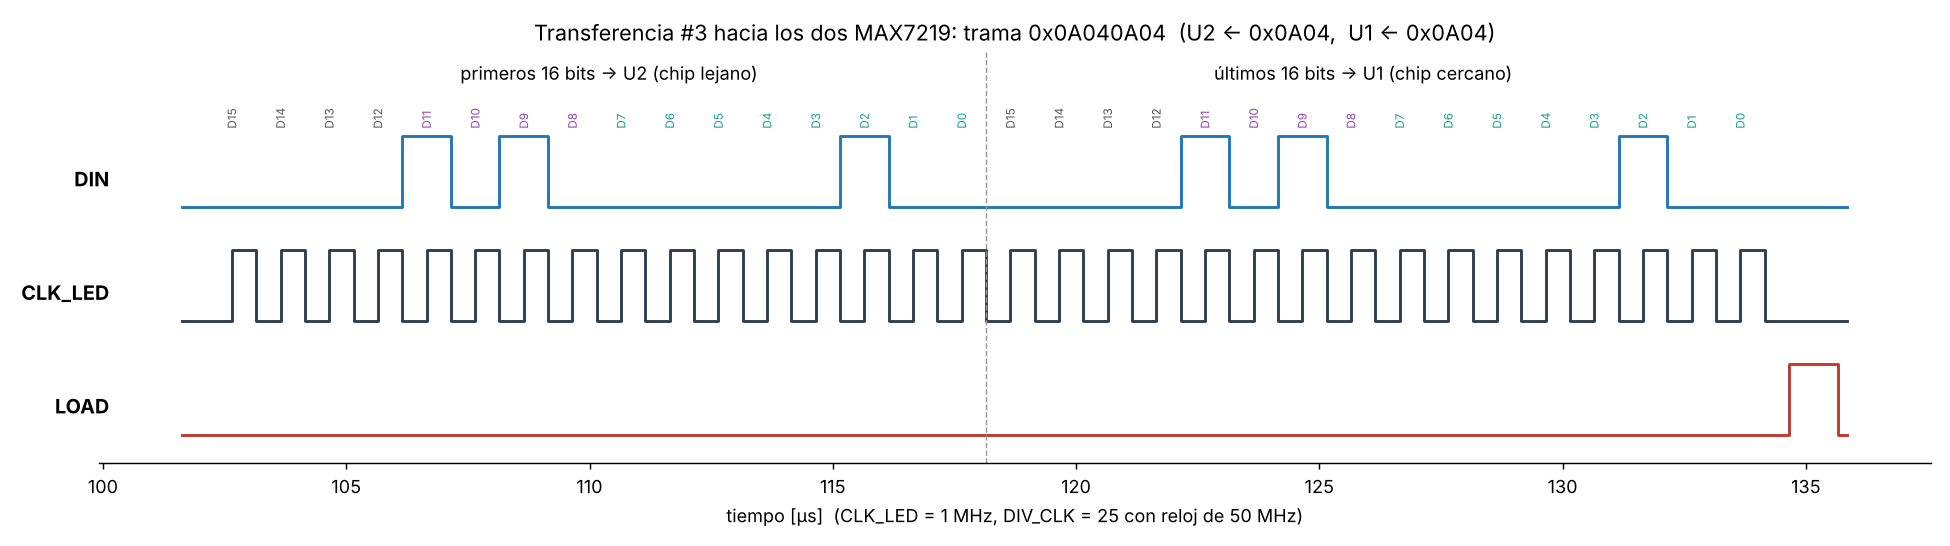 Transferencia #3 hacia los dos MAX7219: trama 0x0A040A04 (U2 ← 0x0A04, U1 ← 0x0A04)
primeros 16 bits → U2 (chip lejano)
últimos 16 bits → U1 (chip cercano)
D15 D14 D13 D12 D11 D10 D9 D8 D7 D6 D5 D4 D3 D2 D1 D0 D15 D14 D13 D12 D11 D10 D9 D8 D7 D6 D5 D4 D3 D2 D1 D0
DIN
CLK_LED
LOAD
100 105 110 115 120 125 130 135
tiempo [µs] (CLK_LED = 1 MHz, DIV_CLK = 25 con reloj de 50 MHz)